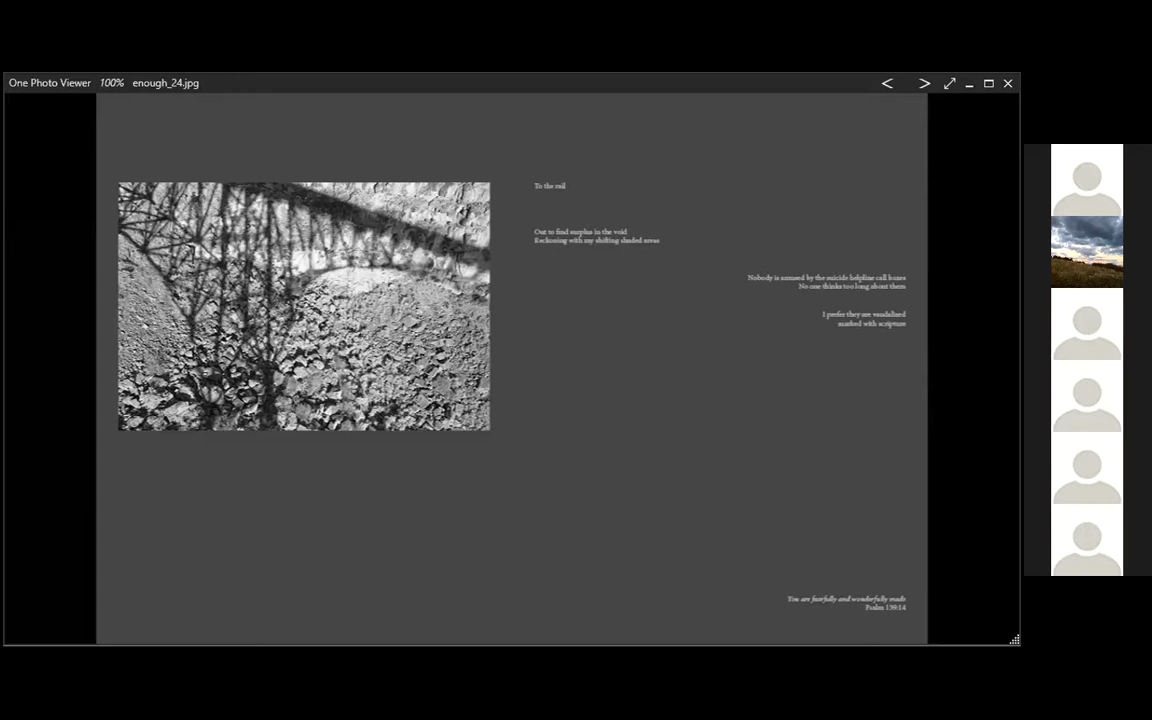 One Photo Viewer 100% enough_24.jpg
To the rail
Out to find surplus in the void
Reckoning with my shifting shaded areas
Nobody is amused by the suicide helpline call boxes
No one thinks too long about them
I prefer they are vandalized
marked with scripture
You are fearfully and wonderfully made
Psalm 139:14